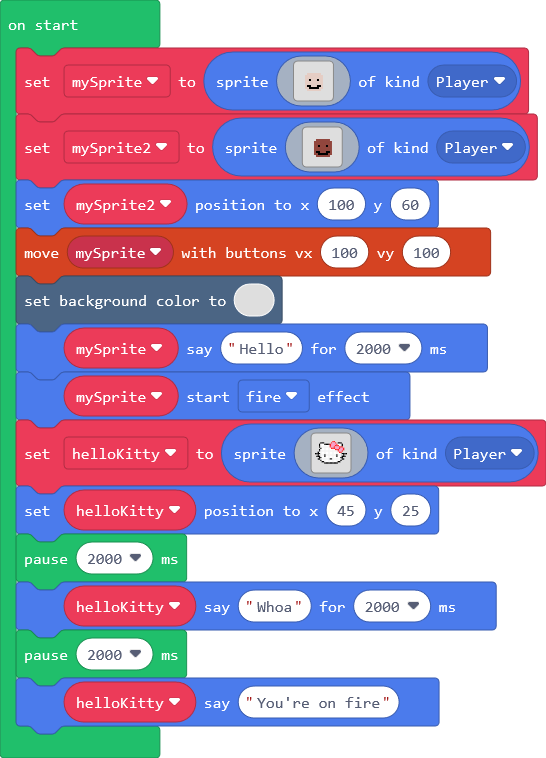 on start
set mySprite to sprite of kind Player
set mySprite2 to sprite of kind Player
set mySprite2 position to x 100 y 60
move mySprite with buttons vx 100 vy 100
set background color to
mySprite say "Hello" for 2000 ms
mySprite start fire effect
set helloKitty to sprite of kind Player
set helloKitty position to x 45 y 25
pause 2000 ms
helloKitty say "Whoa" for 2000 ms
pause 2000 ms
helloKitty say "You're on fire"